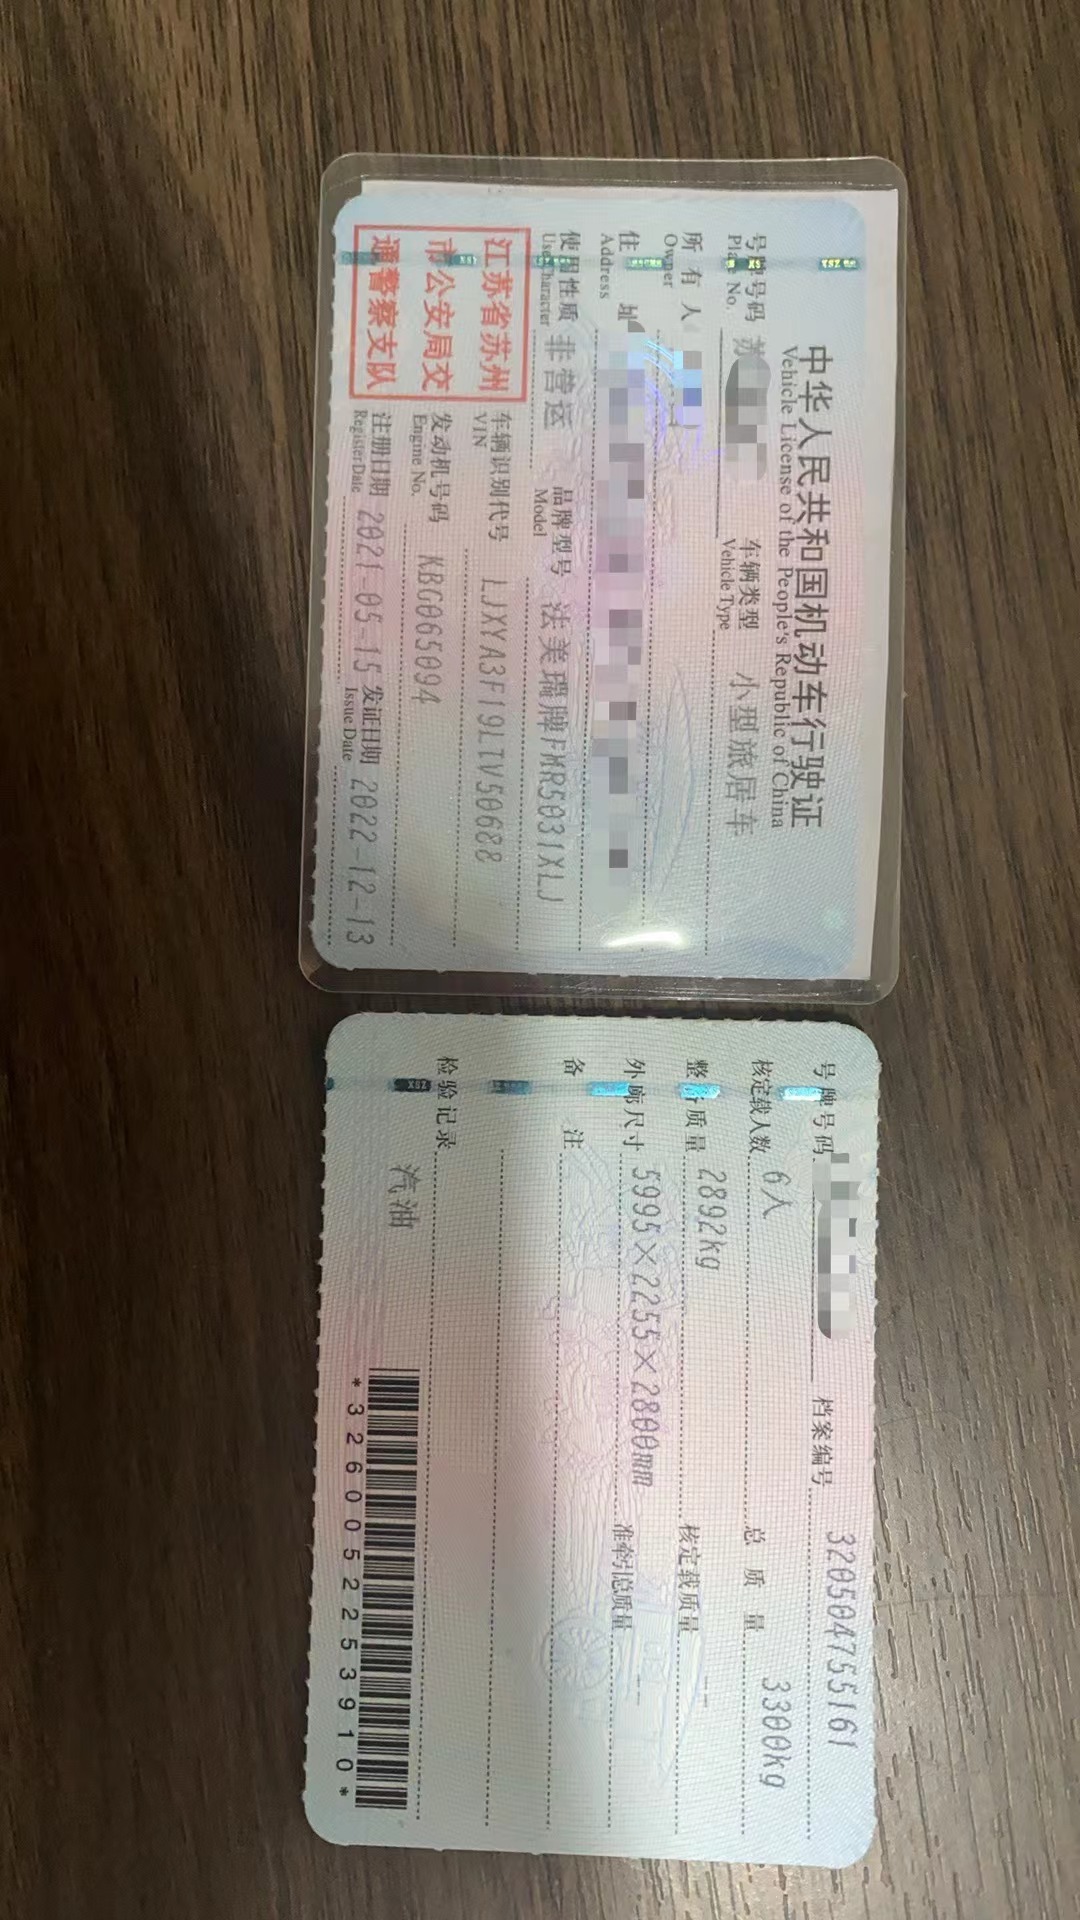 中华人民共和国机动车行驶证
Vehicle License of the People's Republic of China
号牌号码 苏 车辆类型 小型旅居车
Plate No. Vehicle Type
所有人
Owner
住址
Address
使用性质 非营运 品牌型号 法美瑞牌FMR5031XLJ
Use Character Model
江苏省苏州
市公安局交
通警察支队
车辆识别代号 LJXYA3F19LTV50688
VIN
发动机号码 KBG065094
Engine No.
注册日期 2021-05-15 发证日期 2022-12-13
Register Date Issue Date
号牌号码 档案编号 320504755161
核定载人数 6人 总质量 3300kg
整备质量 2892kg 核定载质量 --
外廓尺寸 5995×2255×2800mm 准牵引总质量 --
备注
检验记录
汽油
*3260052253910*